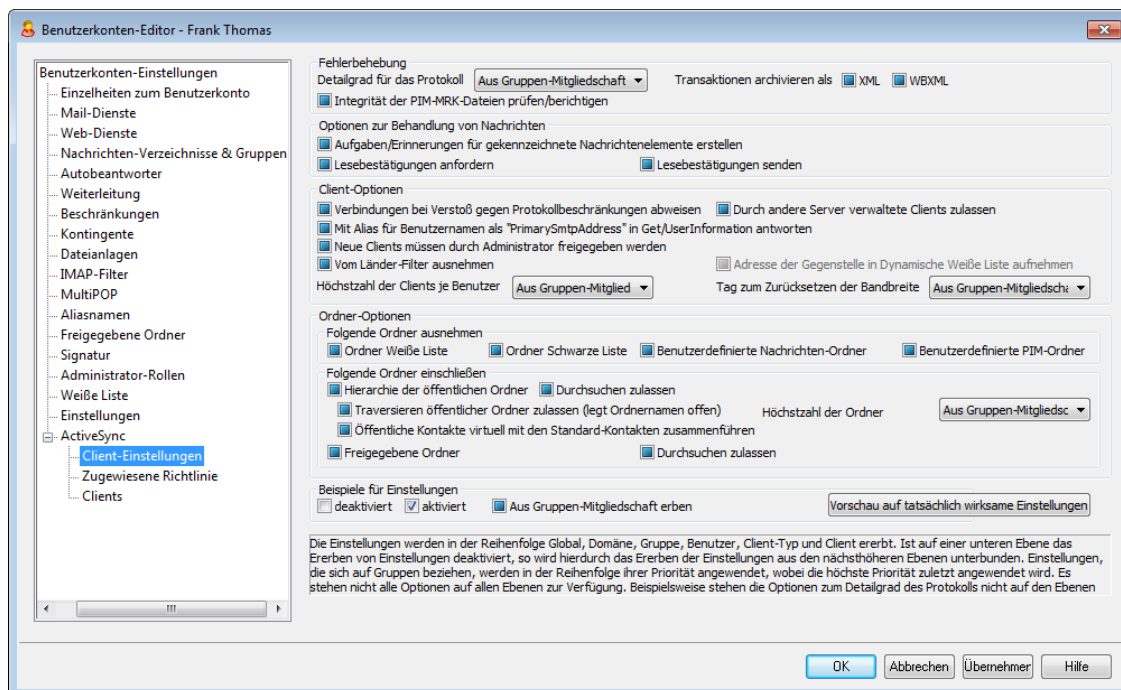 Benutzerkonten-Editor - Frank Thomas
Benutzerkonten-Einstellungen
Einzelheiten zum Benutzerkonto
Mail-Dienste
Web-Dienste
Nachrichten-Verzeichnisse & Gruppen
Autobeantworter
Weiterleitung
Beschränkungen
Kontingente
Dateianlagen
IMAP-Filter
MultiPOP
Aliasnamen
Freigegebene Ordner
Signatur
Administrator-Rollen
Weiße Liste
Einstellungen
ActiveSync
Client-Einstellungen
Zugewiesene Richtlinie
Clients
Fehlerbehebung
Detailgrad für das Protokoll Aus Gruppen-Mitgliedschaft Transaktionen archivieren als XML WBXML
Integrität der PIM-MRK-Dateien prüfen/berichtigen
Optionen zur Behandlung von Nachrichten
Aufgaben/Erinnerungen für gekennzeichnete Nachrichtenelemente erstellen
Lesebestätigungen anfordern Lesebestätigungen senden
Client-Optionen
Verbindungen bei Verstoß gegen Protokollbeschränkungen abweisen Durch andere Server verwaltete Clients zulassen
Mit Alias für Benutzernamen als "PrimarySmtpAddress" in Get/UserInformation antworten
Neue Clients müssen durch Administrator freigegeben werden
Vom Länder-Filter ausnehmen Adresse der Gegenstelle in Dynamische Weiße Liste aufnehmen
Höchstzahl der Clients je Benutzer Aus Gruppen-Mitglied Tag zum Zurücksetzen der Bandbreite Aus Gruppen-Mitgliedscha
Ordner-Optionen
Folgende Ordner ausnehmen
Ordner Weiße Liste Ordner Schwarze Liste Benutzerdefinierte Nachrichten-Ordner Benutzerdefinierte PIM-Ordner
Folgende Ordner einschließen
Hierarchie der öffentlichen Ordner Durchsuchen zulassen
Traversieren öffentlicher Ordner zulassen (legt Ordnernamen offen) Höchstzahl der Ordner Aus Gruppen-Mitgliedsc
Öffentliche Kontakte virtuell mit den Standard-Kontakten zusammenführen
Freigegebene Ordner Durchsuchen zulassen
Beispiele für Einstellungen
deaktiviert aktiviert Aus Gruppen-Mitgliedschaft erben Vorschau auf tatsächlich wirksame Einstellungen
Die Einstellungen werden in der Reihenfolge Global, Domäne, Gruppe, Benutzer, Client-Typ und Client ererbt. Ist auf einer unteren Ebene das
Ererben von Einstellungen deaktiviert, so wird hierdurch das Ererben der Einstellungen aus den nächsthöheren Ebenen unterbunden. Einstellungen,
die sich auf Gruppen beziehen, werden in der Reihenfolge ihrer Priorität angewendet, wobei die höchste Priorität zuletzt angewendet wird. Es
stehen nicht alle Optionen auf allen Ebenen zur Verfügung. Beispielsweise stehen die Optionen zum Detailgrad des Protokolls nicht auf den Ebenen
OK Abbrechen Übernehmer Hilfe